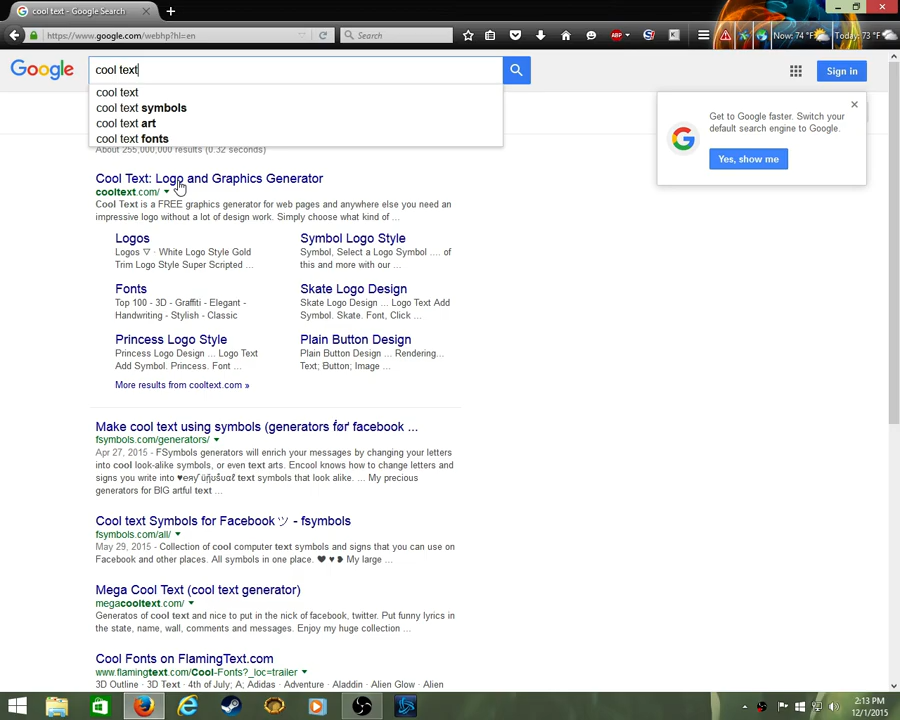 cool text - Google Search
https://www.google.com/webhp?hl=en
Search
ABP
Now: 74 °F
Today: 73 °F
Google
cool text
Sign in
cool text
cool text symbols
cool text art
cool text fonts
Get to Google faster. Switch your
default search engine to Google.
Yes, show me
About 255,000,000 results (0.32 seconds)
Cool Text: Logo and Graphics Generator
cooltext.com/
Cool Text is a FREE graphics generator for web pages and anywhere else you need an
impressive logo without a lot of design work. Simply choose what kind of ...
Logos
Logos ▽ · White Logo Style Gold
Trim Logo Style Super Scripted ...
Symbol Logo Style
Symbol, Select a Logo Symbol .... of
this and more with our ...
Fonts
Top 100 - 3D - Graffiti - Elegant -
Handwriting - Stylish - Classic
Skate Logo Design
Skate Logo Design ... Logo Text Add
Symbol. Skate. Font, Click ...
Princess Logo Style
Princess Logo Design ... Logo Text
Add Symbol. Princess. Font ...
Plain Button Design
Plain Button Design ... Rendering...
Text; Button; Image ...
More results from cooltext.com »
Make cool text using symbols (generators føґ facebook ...
fsymbols.com/generators/
Apr 27, 2015 - FSymbols generators will enrich your messages by changing your letters
into cool look-alike symbols, or even text arts. Encool knows how to change letters and
signs you write into text symbols that look alike. ... My precious
generators for BIG artful text ...
Cool text Symbols for Facebook ツ - fsymbols
fsymbols.com/all/
May 29, 2015 - Collection of cool computer text symbols and signs that you can use on
Facebook and other places. All symbols in one place. ❤ ♥ ❥ My large ...
Mega Cool Text (cool text generator)
megacooltext.com/
Generatos of cool text and nice to put in the nick of facebook, twitter. Put funny lyrics in
the state, name, wall, comments and messages. Enjoy my huge collection ...
Cool Fonts on FlamingText.com
www.flamingtext.com/Cool-Fonts?_loc=trailer
3D Outline - 3D Text - 4th of July; A; Adidas - Adventure - Aladdin - Alien Glow - Alien
2:13 PM
12/1/2015